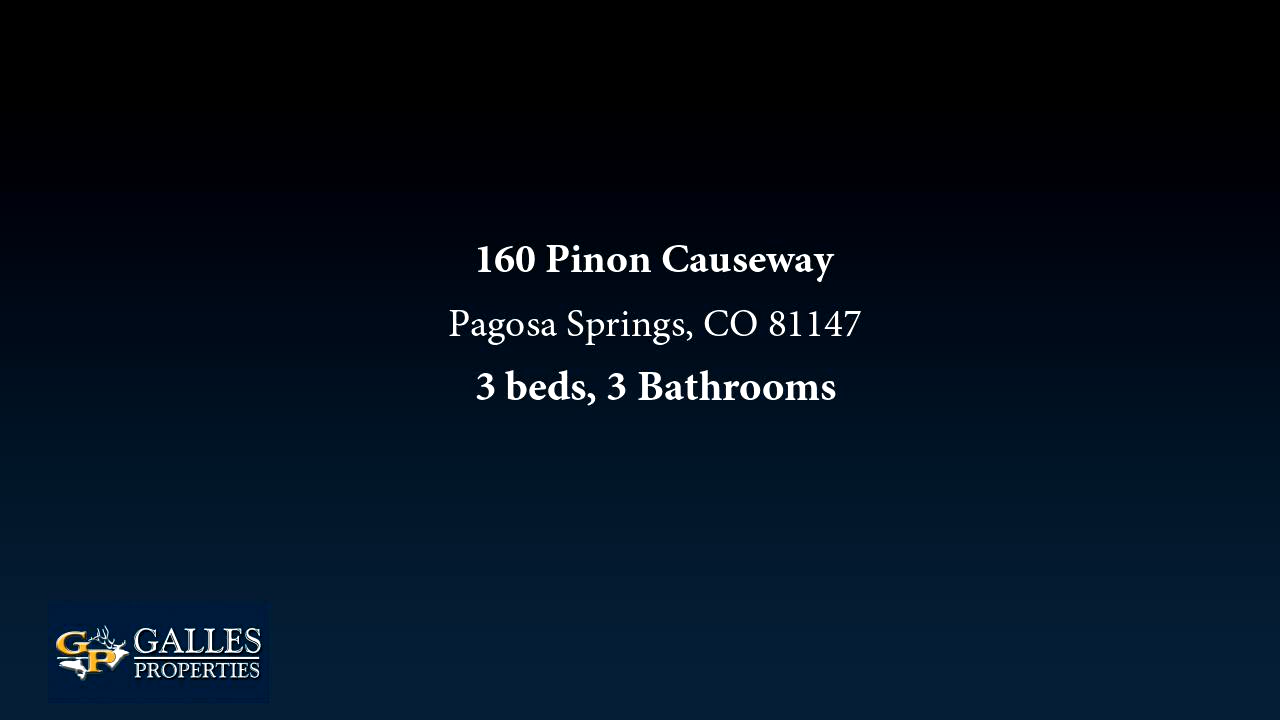 160 Pinon Causeway
Pagosa Springs, CO 81147
3 beds, 3 Bathrooms
GP GALLES
PROPERTIES